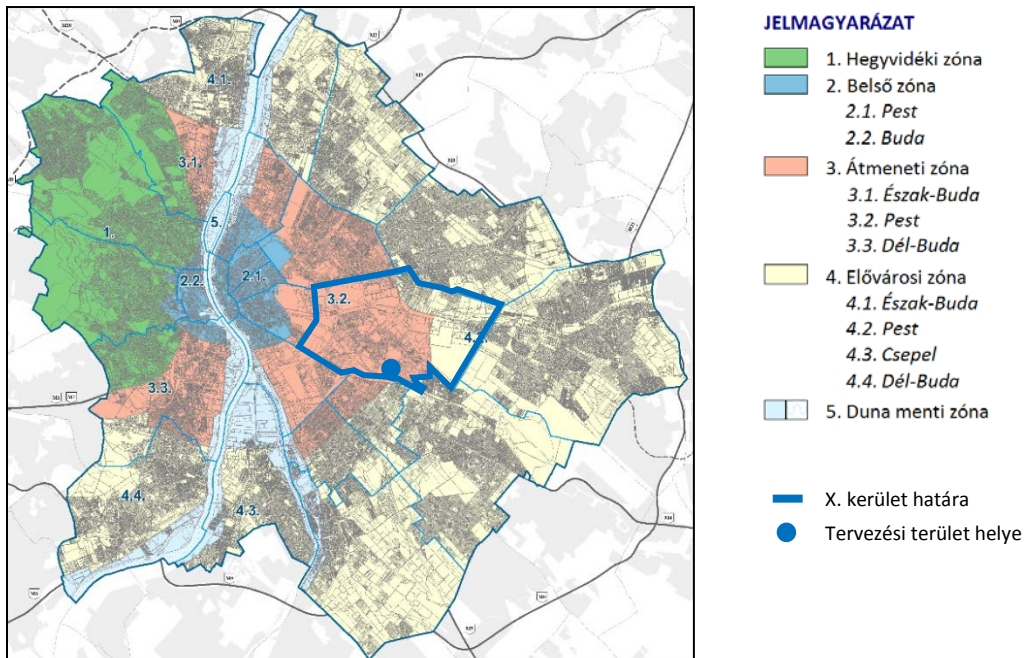 4.1.
3.1.
5.
1.
2.2.
2.1.
3.2.
3.3.
4.4.
4.3.
JELMAGYARÁZAT
1. Hegyvidéki zóna
2. Belső zóna
2.1. Pest
2.2. Buda
3. Átmeneti zóna
3.1. Észak-Buda
3.2. Pest
3.3. Dél-Buda
4. Elővárosi zóna
4.1. Észak-Buda
4.2. Pest
4.3. Csepel
4.4. Dél-Buda
5. Duna menti zóna
X. kerület határa
Tervezési terület helye